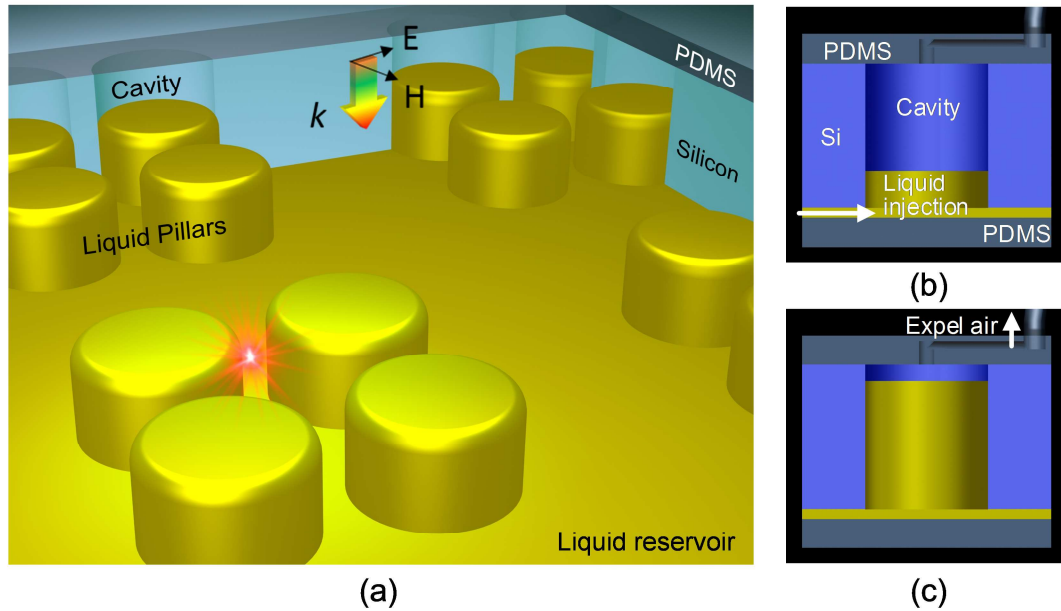 E
PDMS
Cavity
H
k
Silicon
Liquid Pillars
Liquid reservoir
(a)
PDMS
Cavity
Si
Liquid
injection
PDMS
(b)
Expel air
(c)